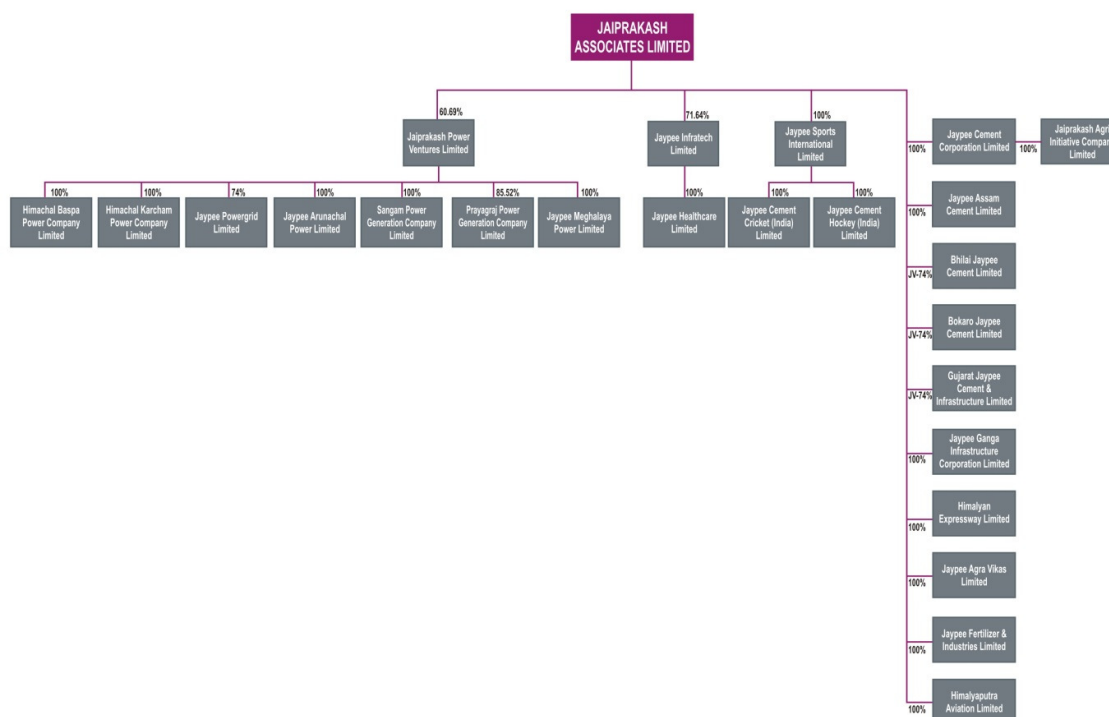 JAIPRAKASH
ASSOCIATES LIMITED
60.69%
71.64%
100%
Jaiprakash Power
Ventures Limited
Jaypee Infratech
Limited
Jaypee Sports
International
Limited
100%
Jaypee Cement
Corporation Limited
100%
Jaiprakash Agri
Initiative Compan
Limited
100%
100%
74%
100%
100%
85.52%
100%
100%
100%
100%
Himachal Baspa
Power Company
Limited
Himachal Karcham
Power Company
Limited
Jaypee Powergrid
Limited
Jaypee Arunachal
Power Limited
Sangam Power
Generation Company
Limited
Prayagraj Power
Generation Company
Limited
Jaypee Meghalaya
Power Limited
Jaypee Healthcare
Limited
Jaypee Cement
Cricket (India)
Limited
Jaypee Cement
Hockey (India)
Limited
100%
Jaypee Assam
Cement Limited
JV-74%
Bhilai Jaypee
Cement Limited
JV-74%
Bokaro Jaypee
Cement Limited
JV-74%
Gujarat Jaypee
Cement &
Infrastructure Limited
100%
Jaypee Ganga
Infrastructure
Corporation Limited
100%
Himalyan
Expressway Limited
100%
Jaypee Agra Vikas
Limited
100%
Jaypee Fertilizer &
Industries Limited
100%
Himalyaputra
Aviation Limited